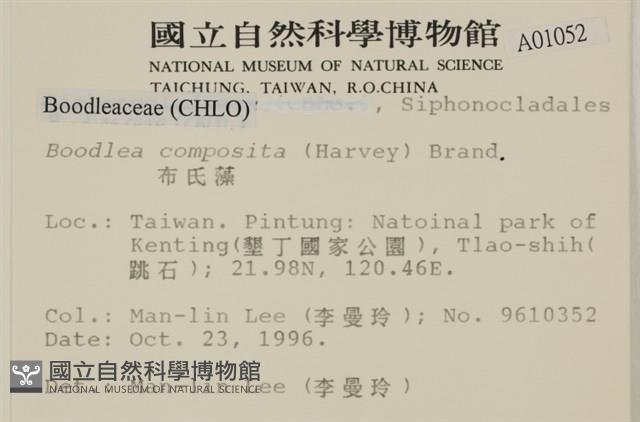 國立自然科學博物館
A01052
NATIONAL MUSEUM OF NATURAL SCIENCE
TAICHUNG, TAIWAN, R.O.CHINA
Boodleaceae (CHLO) , Siphonocladales
Boodlea composita (Harvey) Brand.
布氏藻
Loc.: Taiwan. Pintung: Natoinal park of
Kenting(墾丁國家公園), Tlao-shih(
跳石); 21.98N, 120.46E.
Col.: Man-lin Lee (李曼玲); No. 9610352
Date: Oct. 23, 1996.
Det.: Man-lin Lee (李曼玲)
國立自然科學博物館
NATIONAL MUSEUM OF NATURAL SCIENCE